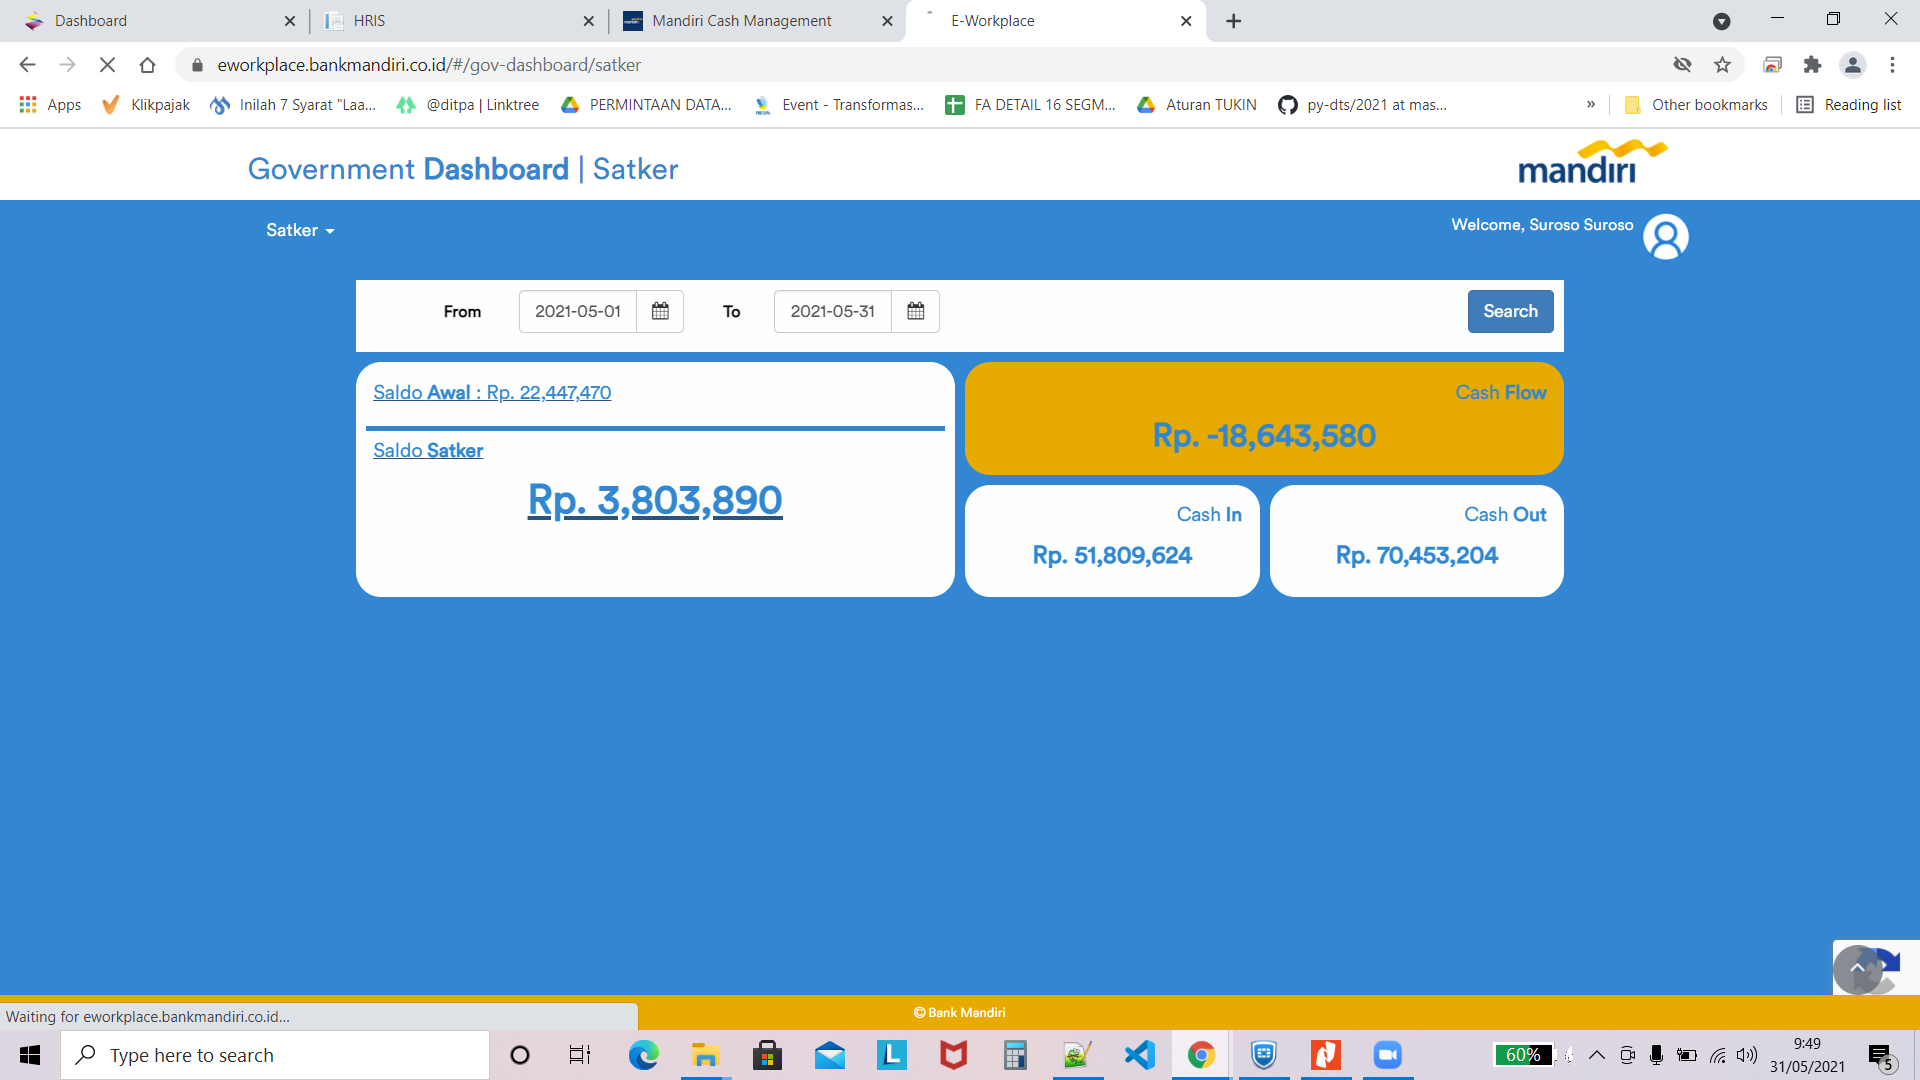 Dashboard
HRIS
Mandiri Cash Management
E-Workplace
eworkplace.bankmandiri.co.id/#/gov-dashboard/satker
Apps
Klikpajak
Inilah 7 Syarat "Laa...
@ditpa | Linktree
PERMINTAAN DATA...
Event - Transformas...
FA DETAIL 16 SEGM...
Aturan TUKIN
py-dts/2021 at mas...
»
Other bookmarks
Reading list
Government Dashboard | Satker
mandiri
Satker
Welcome, Suroso Suroso
From
2021-05-01
To
2021-05-31
Search
Saldo Awal : Rp. 22,447,470
Saldo Satker
Rp. 3,803,890
Cash Flow
Rp. -18,643,580
Cash In
Rp. 51,809,624
Cash Out
Rp. 70,453,204
© Bank Mandiri
Waiting for eworkplace.bankmandiri.co.id...
Type here to search
L
60%
9:49
31/05/2021
5